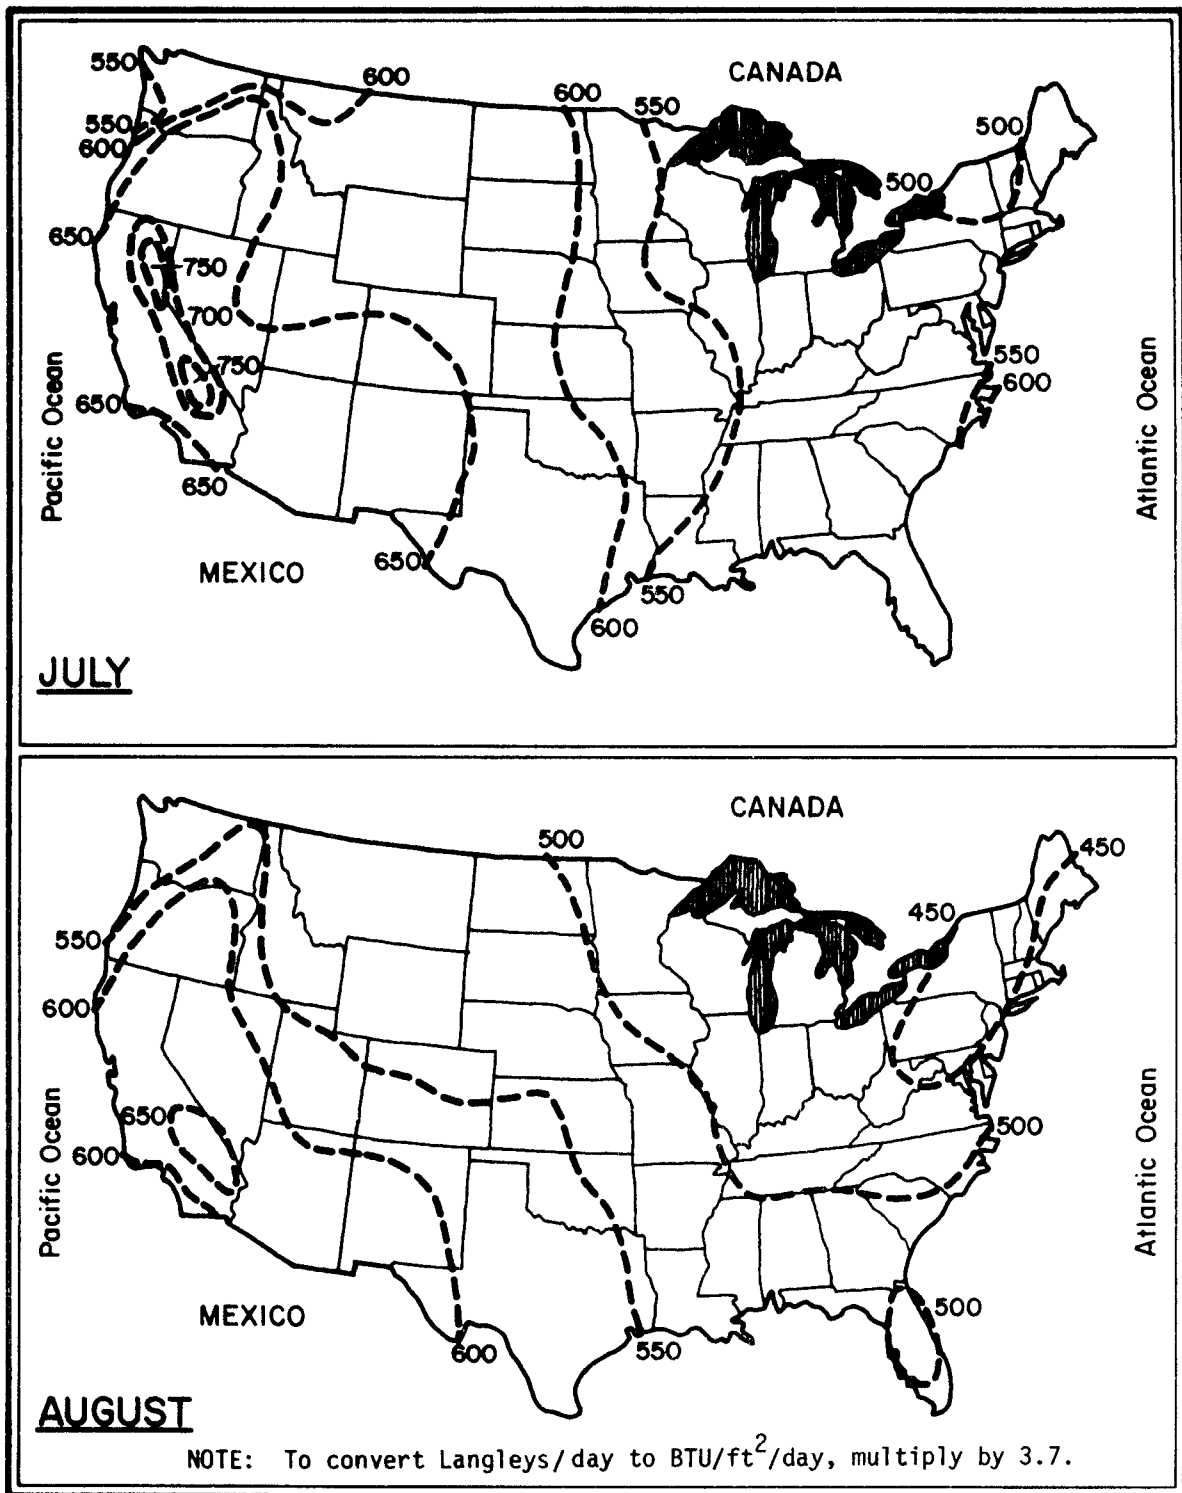 CANADA
550
600
600
550
550
600
500
500
650
750
700
750
550
600
650
650
650
550
600
Pacific Ocean
Atlantic Ocean
MEXICO
JULY
CANADA
500
450
450
550
600
650
600
500
500
600
550
Pacific Ocean
Atlantic Ocean
MEXICO
AUGUST
NOTE: To convert Langleys/day to BTU/ft²/day, multiply by 3.7.